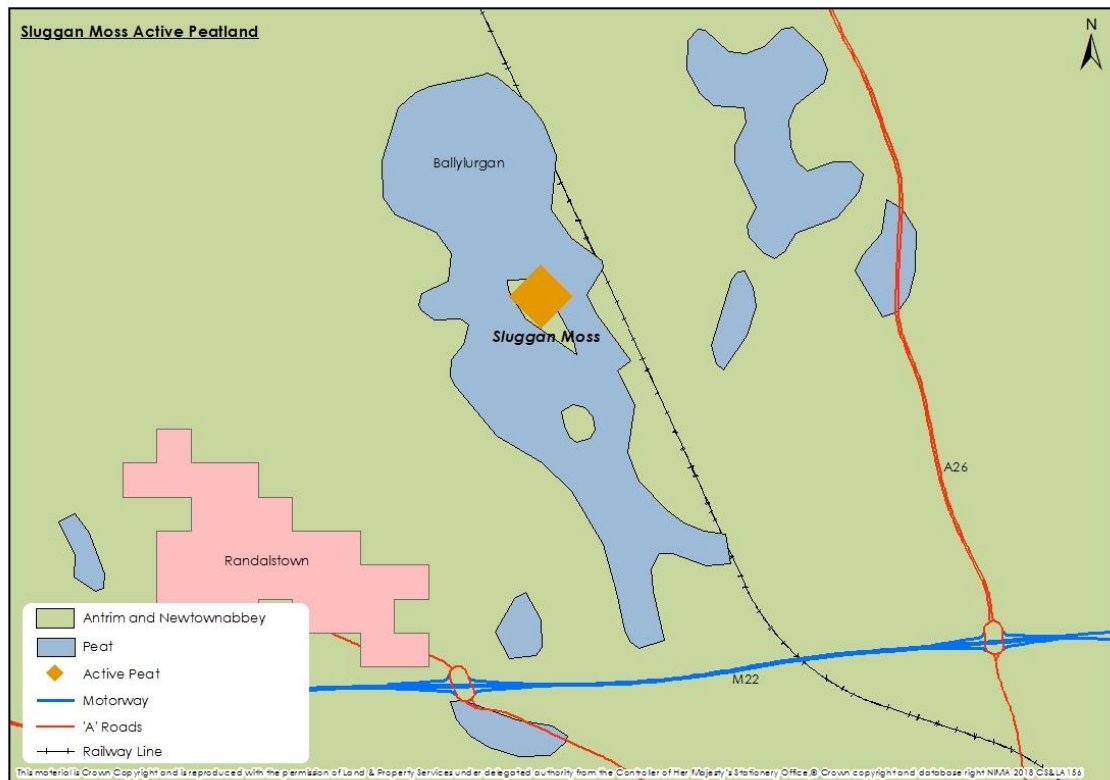 Sluggan Moss Active Peatland
N
Ballylurgan
Sluggan Moss
A26
Randalstown
M22
Antrim and Newtownabbey
Peat
Active Peat
Motorway
'A' Roads
Railway Line
This material is Crown Copyright and is reproduced with the permission of Land & Property Services under delegated authority from the Controller of Her Majesty's Stationery Office,© Crown copyright and database right NIMA 2018 CS&LA156